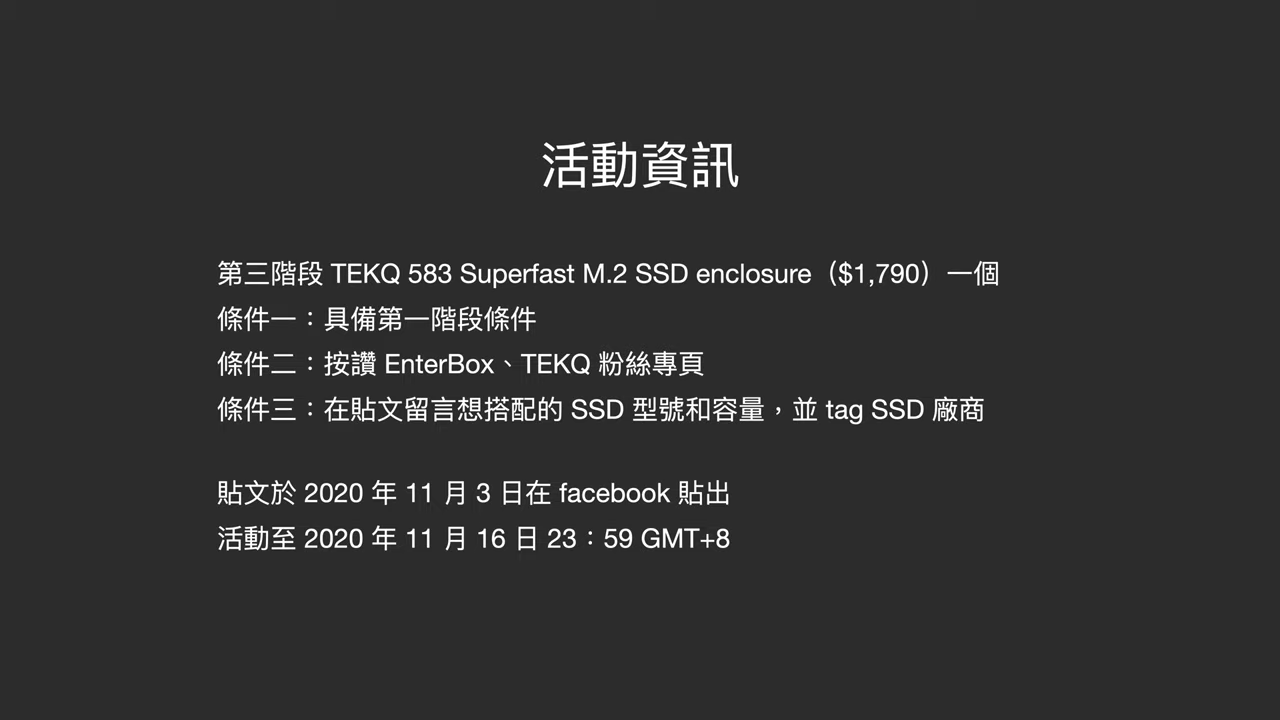 活動資訊
第三階段 TEKQ 583 Superfast M.2 SSD enclosure（$1,790）一個
條件一：具備第一階段條件
條件二：按讚 EnterBox、TEKQ 粉絲專頁
條件三：在貼文留言想搭配的 SSD 型號和容量，並 tag SSD 廠商
貼文於 2020 年 11 月 3 日在 facebook 貼出
活動至 2020 年 11 月 16 日 23：59 GMT+8